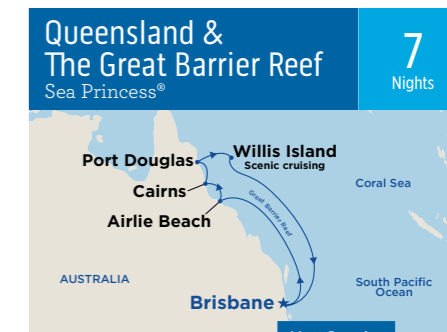 Queensland &
The Great Barrier Reef
Sea Princess®
7
Nights
Port Douglas
Willis Island
Scenic cruising
Cairns
Coral Sea
Great Barrier Reef
Airlie Beach
AUSTRALIA
South Pacific
Ocean
Brisbane